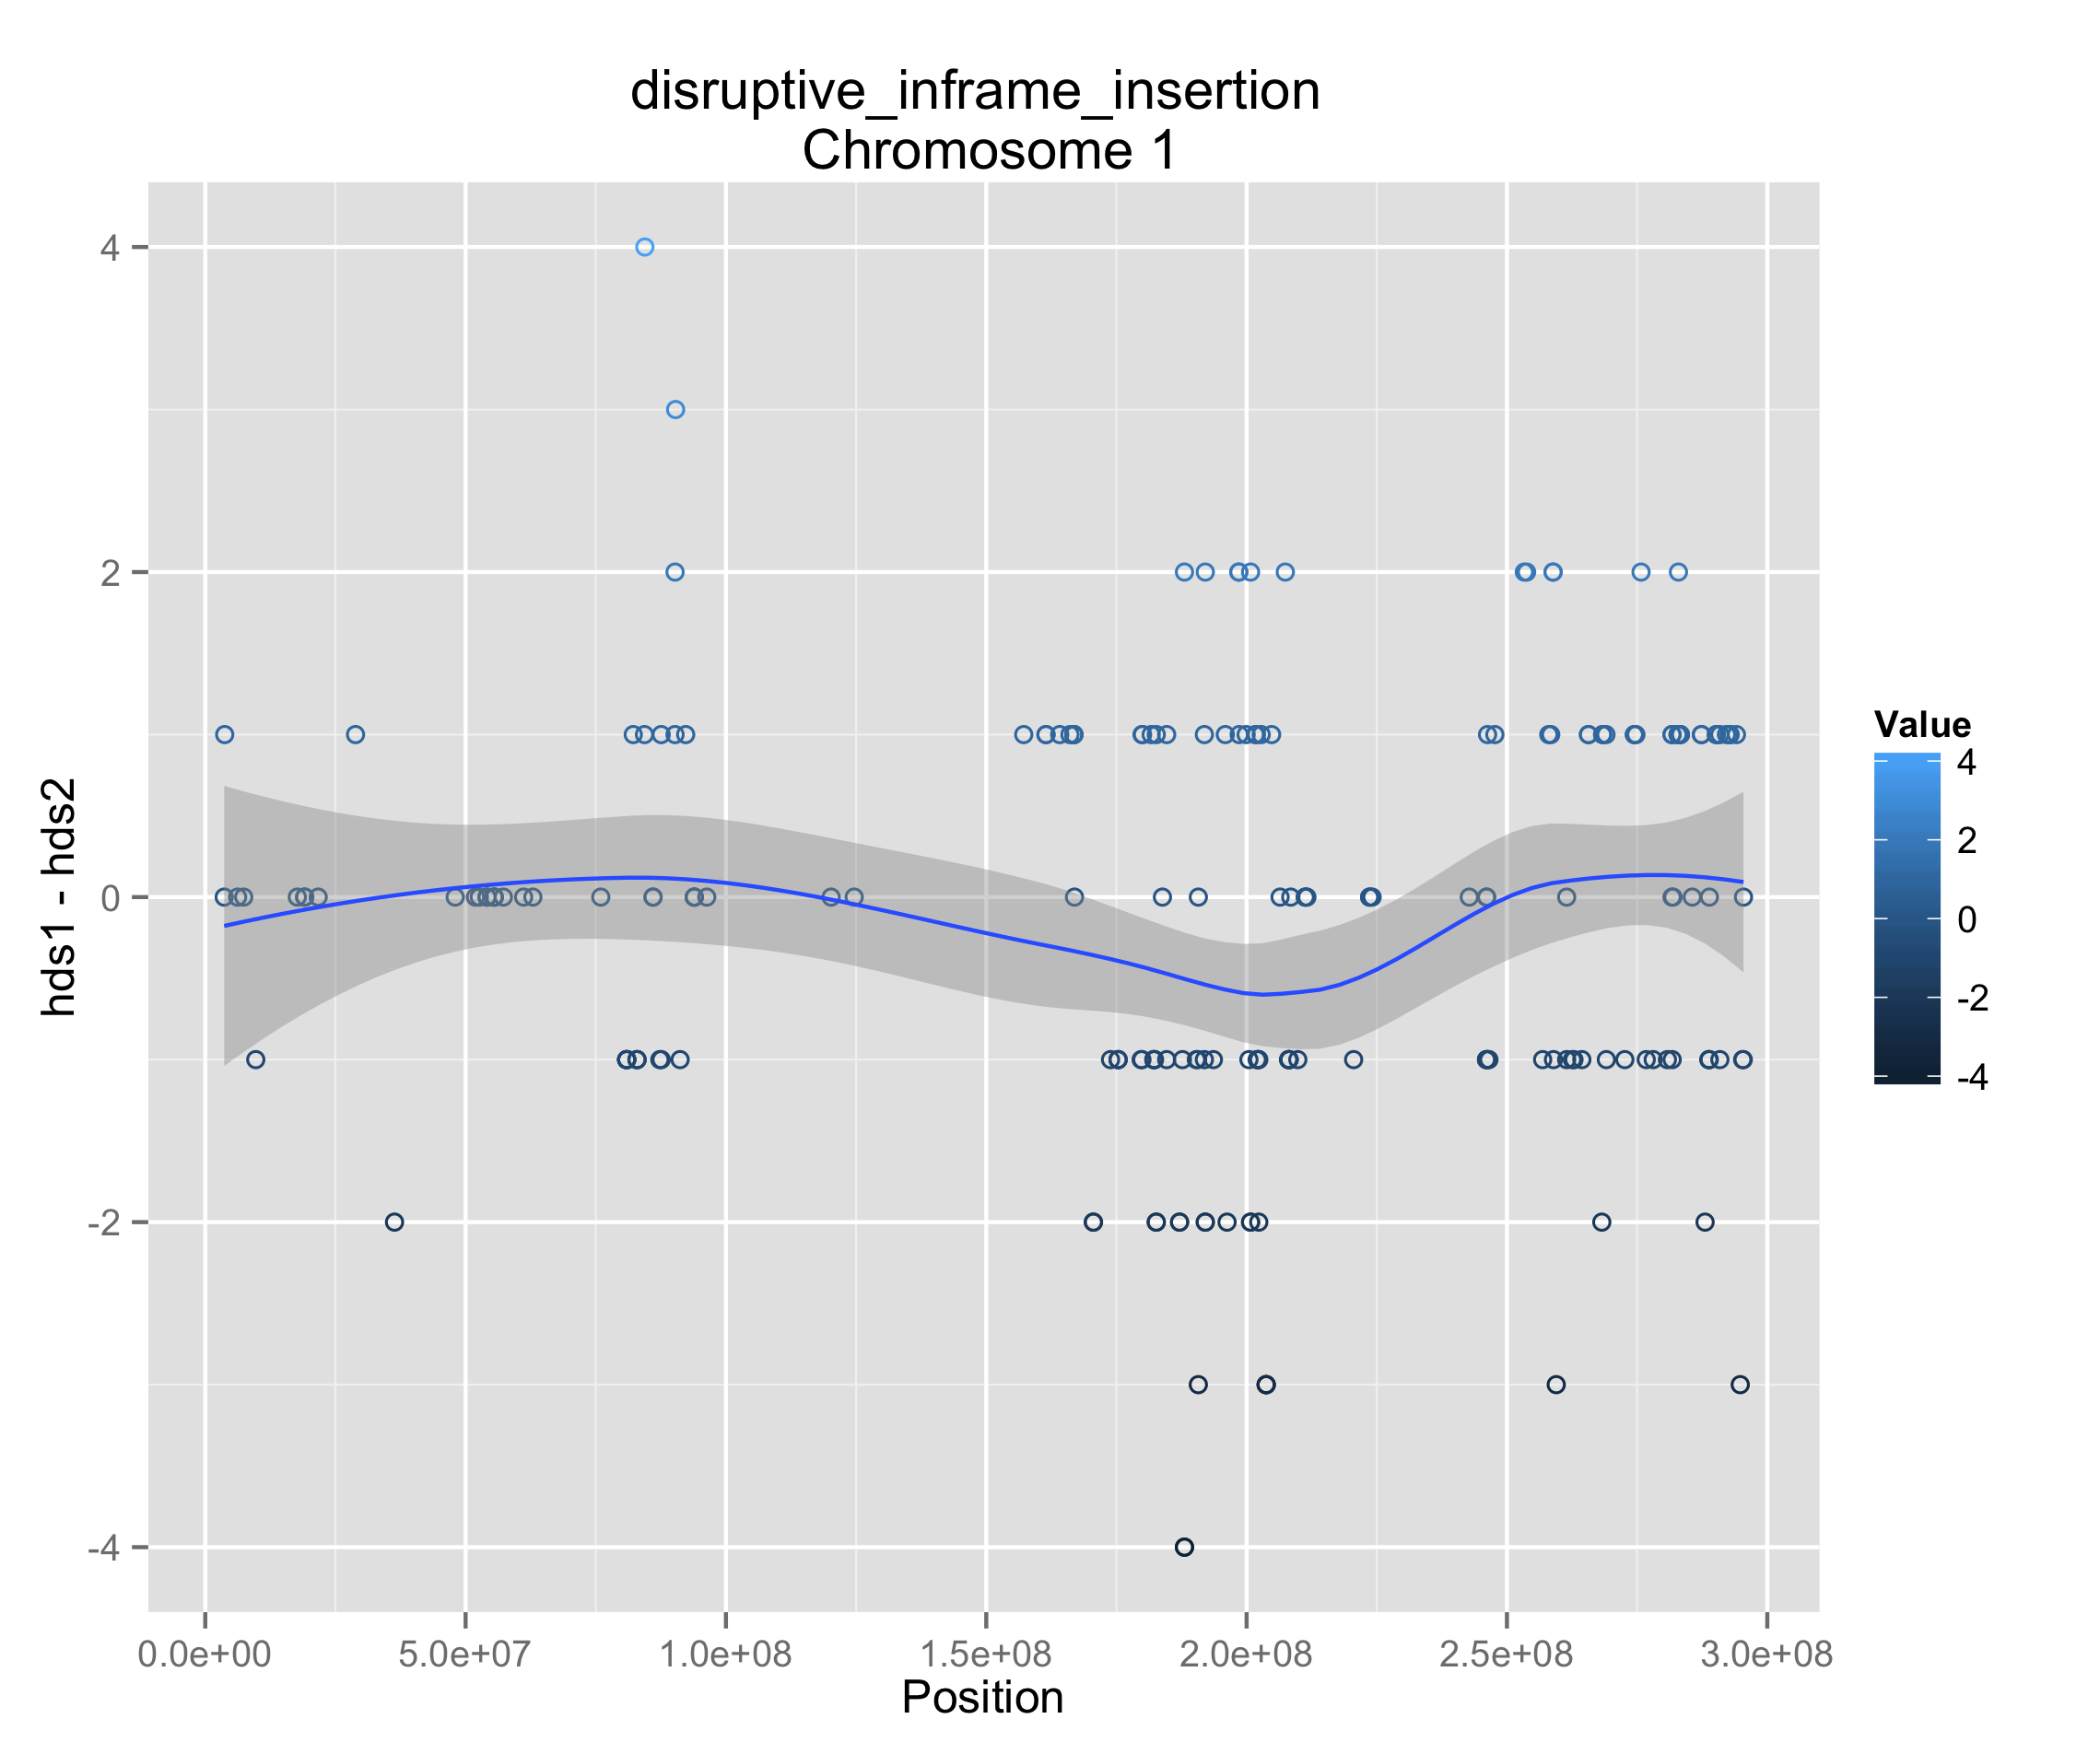 disruptive_inframe_insertion
Chromosome 1
hds1 - hds2
4
2
0
-2
-4
0.0e+00 5.0e+07 1.0e+08 1.5e+08 2.0e+08 2.5e+08 3.0e+08
Position
Value
4
2
0
-2
-4